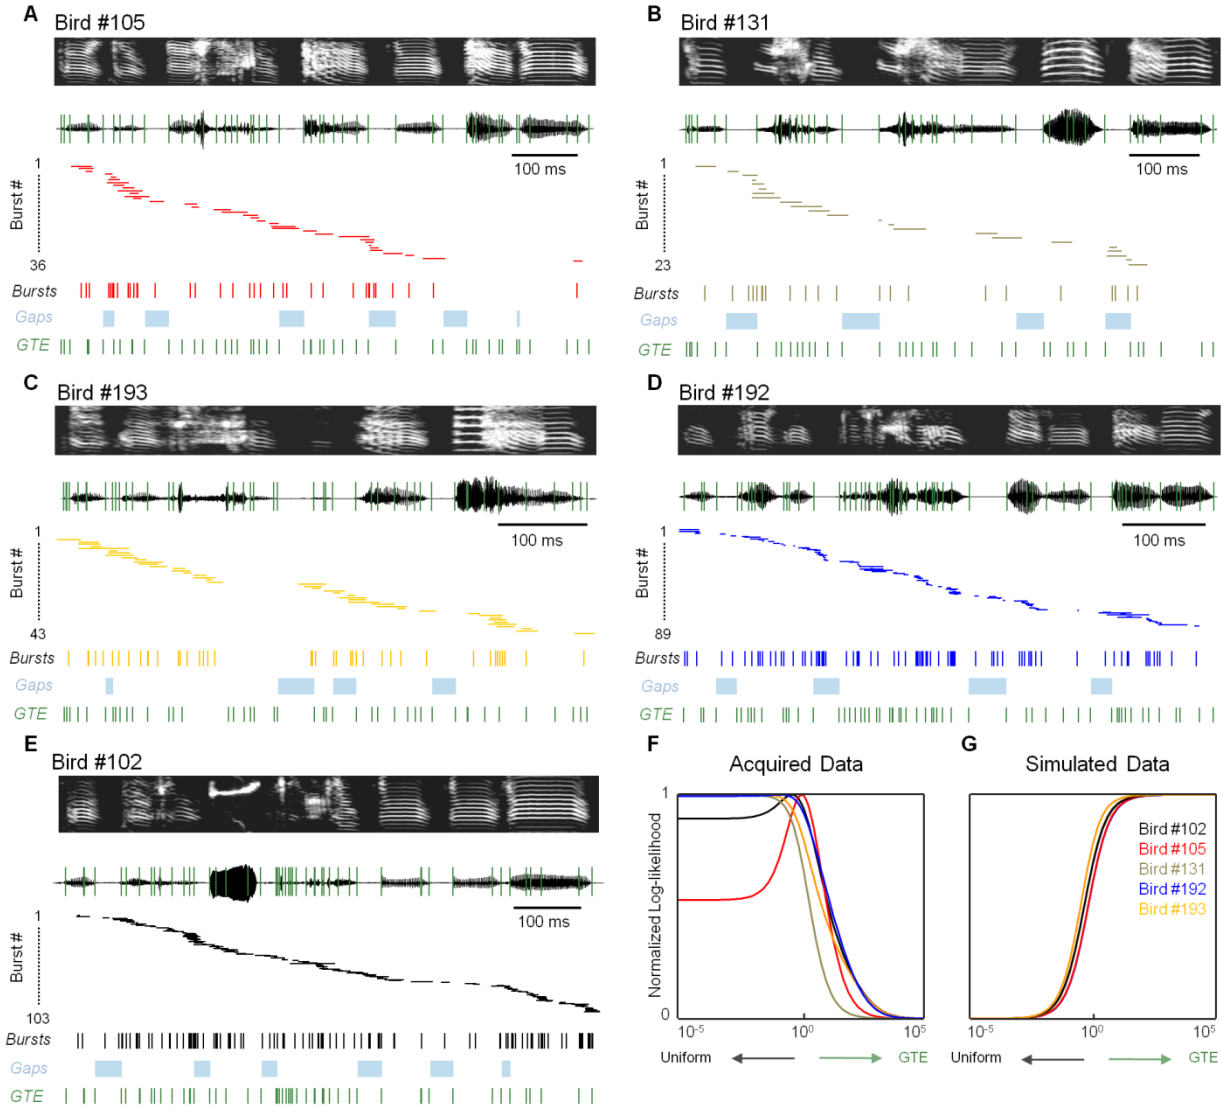 A
Bird #105
100 ms
Burst #
1
36
Bursts
Gaps
GTE
B
Bird #131
100 ms
Burst #
1
23
Bursts
Gaps
GTE
C
Bird #193
100 ms
Burst #
1
43
Bursts
Gaps
GTE
D
Bird #192
100 ms
Burst #
1
89
Bursts
Gaps
GTE
E
Bird #102
100 ms
Burst #
1
103
Bursts
Gaps
GTE
F
Acquired Data
Normalized Log-likelihood
1
0
10⁻⁵
10⁰
10⁵
Uniform
GTE
G
Simulated Data
Bird #102
Bird #105
Bird #131
Bird #192
Bird #193
10⁻⁵
10⁰
10⁵
Uniform
GTE